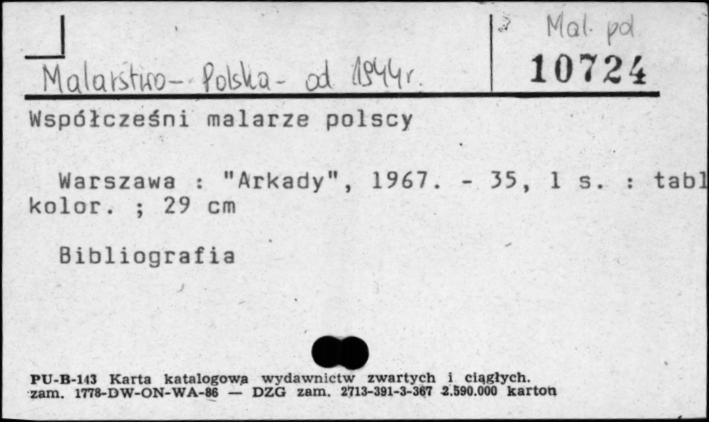 Mal. pol
Malarstwo - Polska - od 1944r.
10724
Współcześni malarze polscy
Warszawa : "Arkady", 1967. - 35, 1 s. : tabl
kolor. ; 29 cm
Bibliografia
PU-B-143 Karta katalogowa wydawnictw zwartych i ciągłych.
zam. 1778-DW-ON-WA-86 — DZG zam. 2713-391-3-367 2.590.000 karton